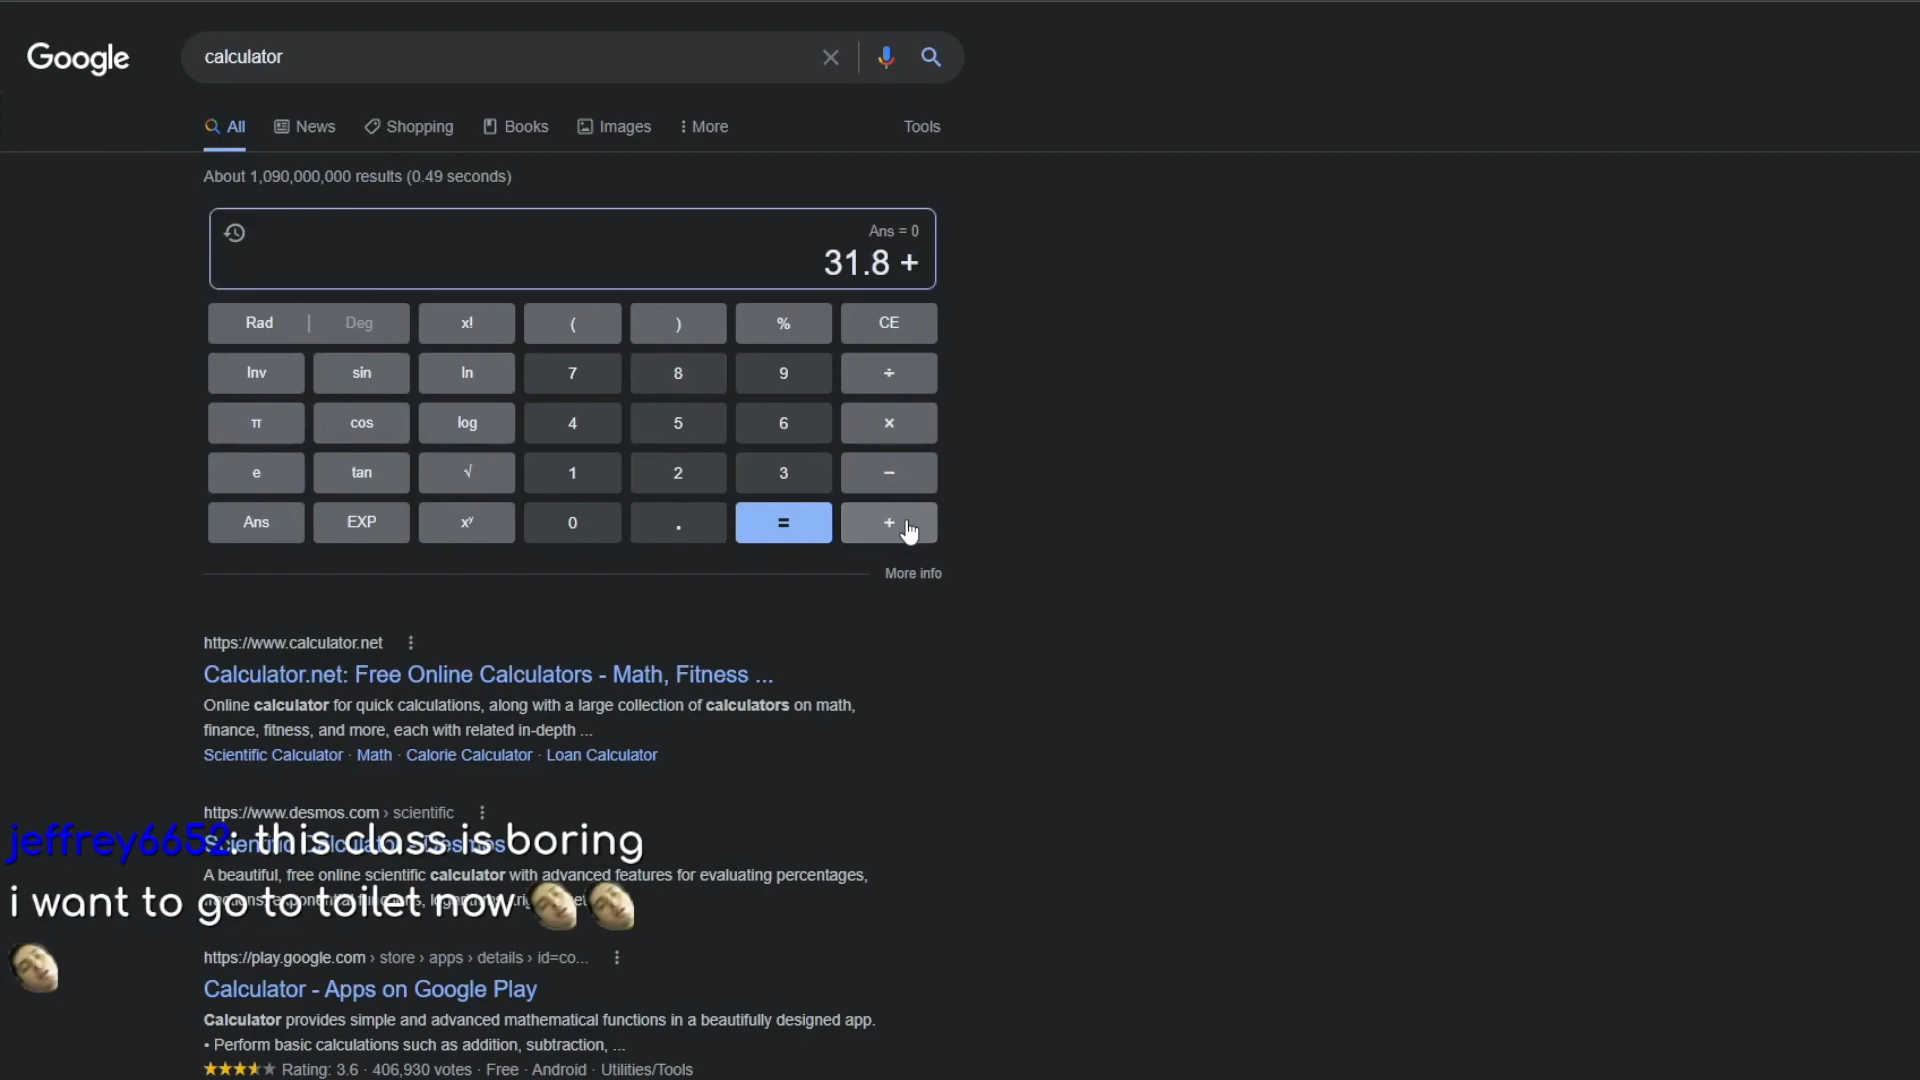 Google
calculator
All
News
Shopping
Books
Images
More
Tools
About 1,090,000,000 results (0.49 seconds)
Ans = 0
31.8 +
Rad | Deg x! ( ) % CE
Inv sin ln 7 8 9 ÷
π cos log 4 5 6 ×
e tan √ 1 2 3 −
Ans EXP xʸ 0 . = +
More info
https://www.calculator.net
Calculator.net: Free Online Calculators - Math, Fitness ...
Online calculator for quick calculations, along with a large collection of calculators on math,
finance, fitness, and more, each with related in-depth ...
Scientific Calculator · Math · Calorie Calculator · Loan Calculator
https://www.desmos.com › scientific
Scientific Calculator - Desmos
jeffrey6652: this class is boring
A beautiful, free online scientific calculator with advanced features for evaluating percentages,
i want to go to toilet now
https://play.google.com › store › apps › details › id=co...
Calculator - Apps on Google Play
Calculator provides simple and advanced mathematical functions in a beautifully designed app.
• Perform basic calculations such as addition, subtraction, ...
Rating: 3.6 · 406,930 votes · Free · Android · Utilities/Tools